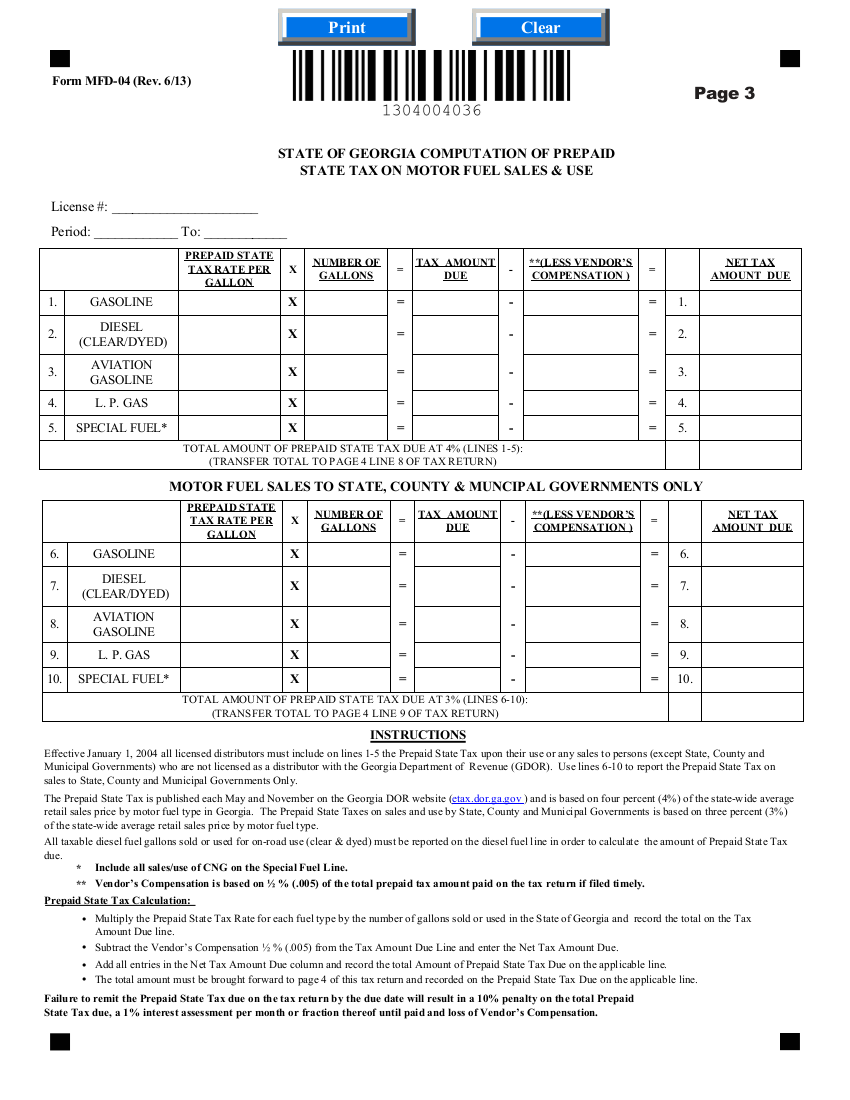 Print Clear
Form MFD-04 (Rev. 6/13)
1304004036
Page 3
STATE OF GEORGIA COMPUTATION OF PREPAID
STATE TAX ON MOTOR FUEL SALES & USE
License #: _____________________
Period: ____________ To: ____________
PREPAID STATE TAX RATE PER GALLON X NUMBER OF GALLONS = TAX AMOUNT DUE - **(LESS VENDOR'S COMPENSATION ) = NET TAX AMOUNT DUE
1. GASOLINE X = - = 1.
2. DIESEL (CLEAR/DYED) X = - = 2.
3. AVIATION GASOLINE X = - = 3.
4. L. P. GAS X = - = 4.
5. SPECIAL FUEL* X = - = 5.
TOTAL AMOUNT OF PREPAID STATE TAX DUE AT 4% (LINES 1-5):
(TRANSFER TOTAL TO PAGE 4 LINE 8 OF TAX RETURN)
MOTOR FUEL SALES TO STATE, COUNTY & MUNCIPAL GOVERNMENTS ONLY
PREPAID STATE TAX RATE PER GALLON X NUMBER OF GALLONS = TAX AMOUNT DUE - **(LESS VENDOR'S COMPENSATION ) = NET TAX AMOUNT DUE
6. GASOLINE X = - = 6.
7. DIESEL (CLEAR/DYED) X = - = 7.
8. AVIATION GASOLINE X = - = 8.
9. L. P. GAS X = - = 9.
10. SPECIAL FUEL* X = - = 10.
TOTAL AMOUNT OF PREPAID STATE TAX DUE AT 3% (LINES 6-10):
(TRANSFER TOTAL TO PAGE 4 LINE 9 OF TAX RETURN)
INSTRUCTIONS
Effective January 1, 2004 all licensed distributors must include on lines 1-5 the Prepaid State Tax upon their use or any sales to persons (except State, County and
Municipal Governments) who are not licensed as a distributor with the Georgia Department of Revenue (GDOR). Use lines 6-10 to report the Prepaid State Tax on
sales to State, County and Municipal Governments Only.
The Prepaid State Tax is published each May and November on the Georgia DOR website (etax.dor.ga.gov ) and is based on four percent (4%) of the state-wide average
retail sales price by motor fuel type in Georgia. The Prepaid State Taxes on sales and use by State, County and Municipal Governments is based on three percent (3%)
of the state-wide average retail sales price by motor fuel type.
All taxable diesel fuel gallons sold or used for on-road use (clear & dyed) must be reported on the diesel fuel line in order to calculate the amount of Prepaid State Tax
due.
* Include all sales/use of CNG on the Special Fuel Line.
** Vendor's Compensation is based on ½ % (.005) of the total prepaid tax amount paid on the tax return if filed timely.
Prepaid State Tax Calculation:
• Multiply the Prepaid State Tax Rate for each fuel type by the number of gallons sold or used in the State of Georgia and record the total on the Tax
Amount Due line.
• Subtract the Vendor's Compensation ½ % (.005) from the Tax Amount Due Line and enter the Net Tax Amount Due.
• Add all entries in the Net Tax Amount Due column and record the total Amount of Prepaid State Tax Due on the applicable line.
• The total amount must be brought forward to page 4 of this tax return and recorded on the Prepaid State Tax Due on the applicable line.
Failure to remit the Prepaid State Tax due on the tax return by the due date will result in a 10% penalty on the total Prepaid
State Tax due, a 1% interest assessment per month or fraction thereof until paid and loss of Vendor's Compensation.